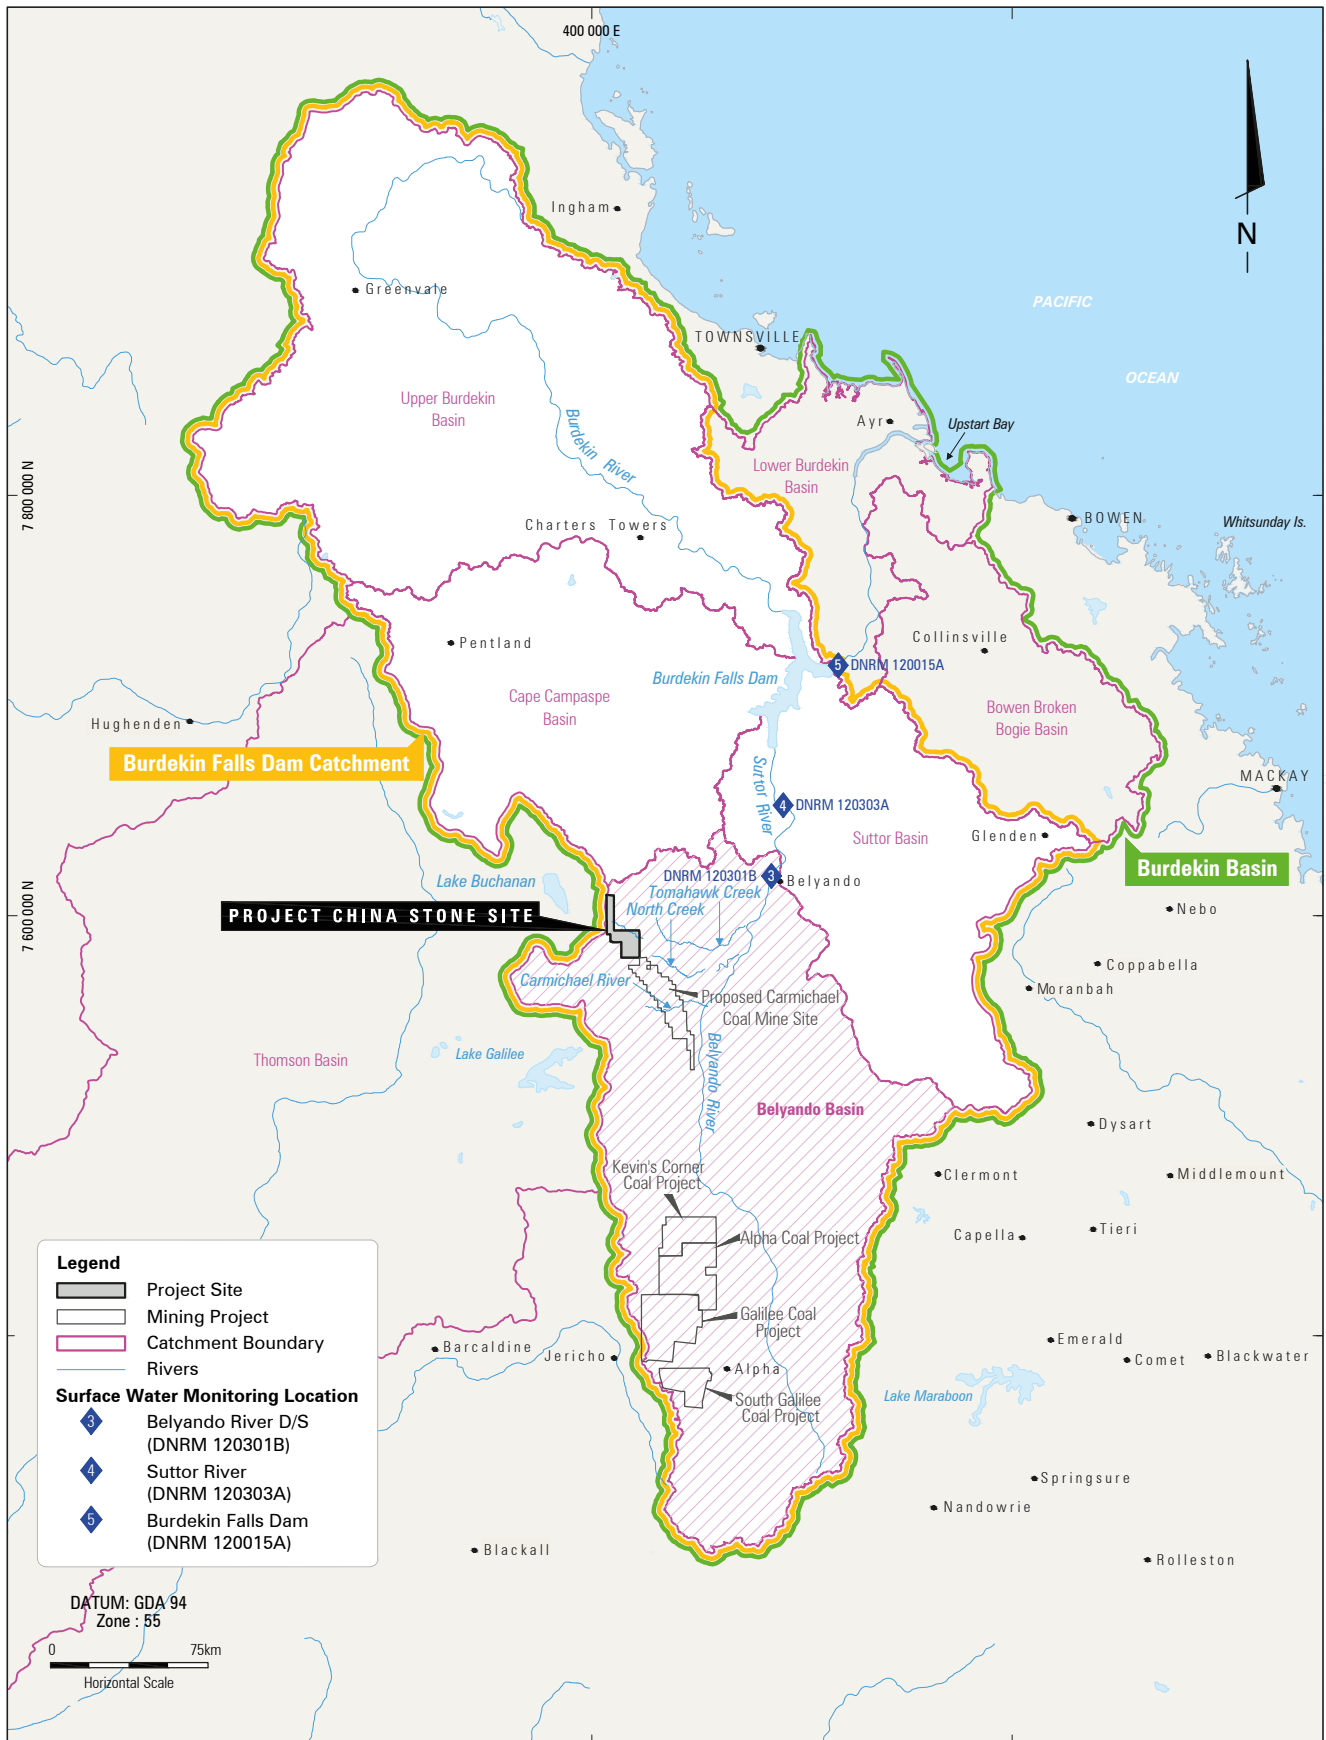 400 000 E
N
Ingham
PACIFIC
OCEAN
Greenvale
TOWNSVILLE
Upper Burdekin
Basin
Burdekin River
Ayr
Upstart Bay
Lower Burdekin
Basin
7 800 000 N
Charters Towers
BOWEN
Whitsunday Is.
Pentland
Collinsville
Burdekin Falls Dam
DNRM 120015A
5
Cape Campaspe
Basin
Bowen Broken
Bogie Basin
Hughenden
Burdekin Falls Dam Catchment
Suttor River
MACKAY
4
DNRM 120303A
Suttor Basin
Glenden
Burdekin Basin
Lake Buchanan
DNRM 120301B
3
Belyando
Tomahawk Creek
North Creek
7 600 000 N
PROJECT CHINA STONE SITE
Nebo
Coppabella
Carmichael River
Moranbah
Proposed Carmichael
Coal Mine Site
Thomson Basin
Lake Galilee
Belyando River
Belyando Basin
Dysart
Kevin's Corner
Coal Project
Clermont
Middlemount
Alpha Coal Project
Capella
Tieri
Galilee Coal
Project
Barcaldine
Jericho
Alpha
Emerald
Comet
Blackwater
South Galilee
Coal Project
Lake Maraboon
Springsure
Nandowrie
Blackall
Rolleston
Legend
Project Site
Mining Project
Catchment Boundary
Rivers
Surface Water Monitoring Location
3
Belyando River D/S
(DNRM 120301B)
4
Suttor River
(DNRM 120303A)
5
Burdekin Falls Dam
(DNRM 120015A)
DATUM: GDA 94
Zone : 55
0 75km
Horizontal Scale